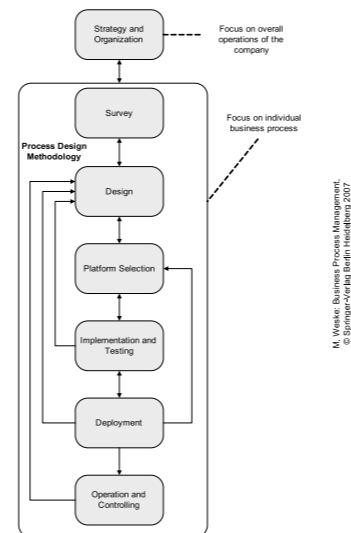 Strategy and
Organization
Focus on overall
operations of the
company
Survey
Focus on individual
business process
Process Design
Methodology
Design
Platform Selection
Implementation and
Testing
Deployment
Operation and
Controlling
M. Weske: Business Process Management,
© Springer-Verlag Berlin Heidelberg 2007